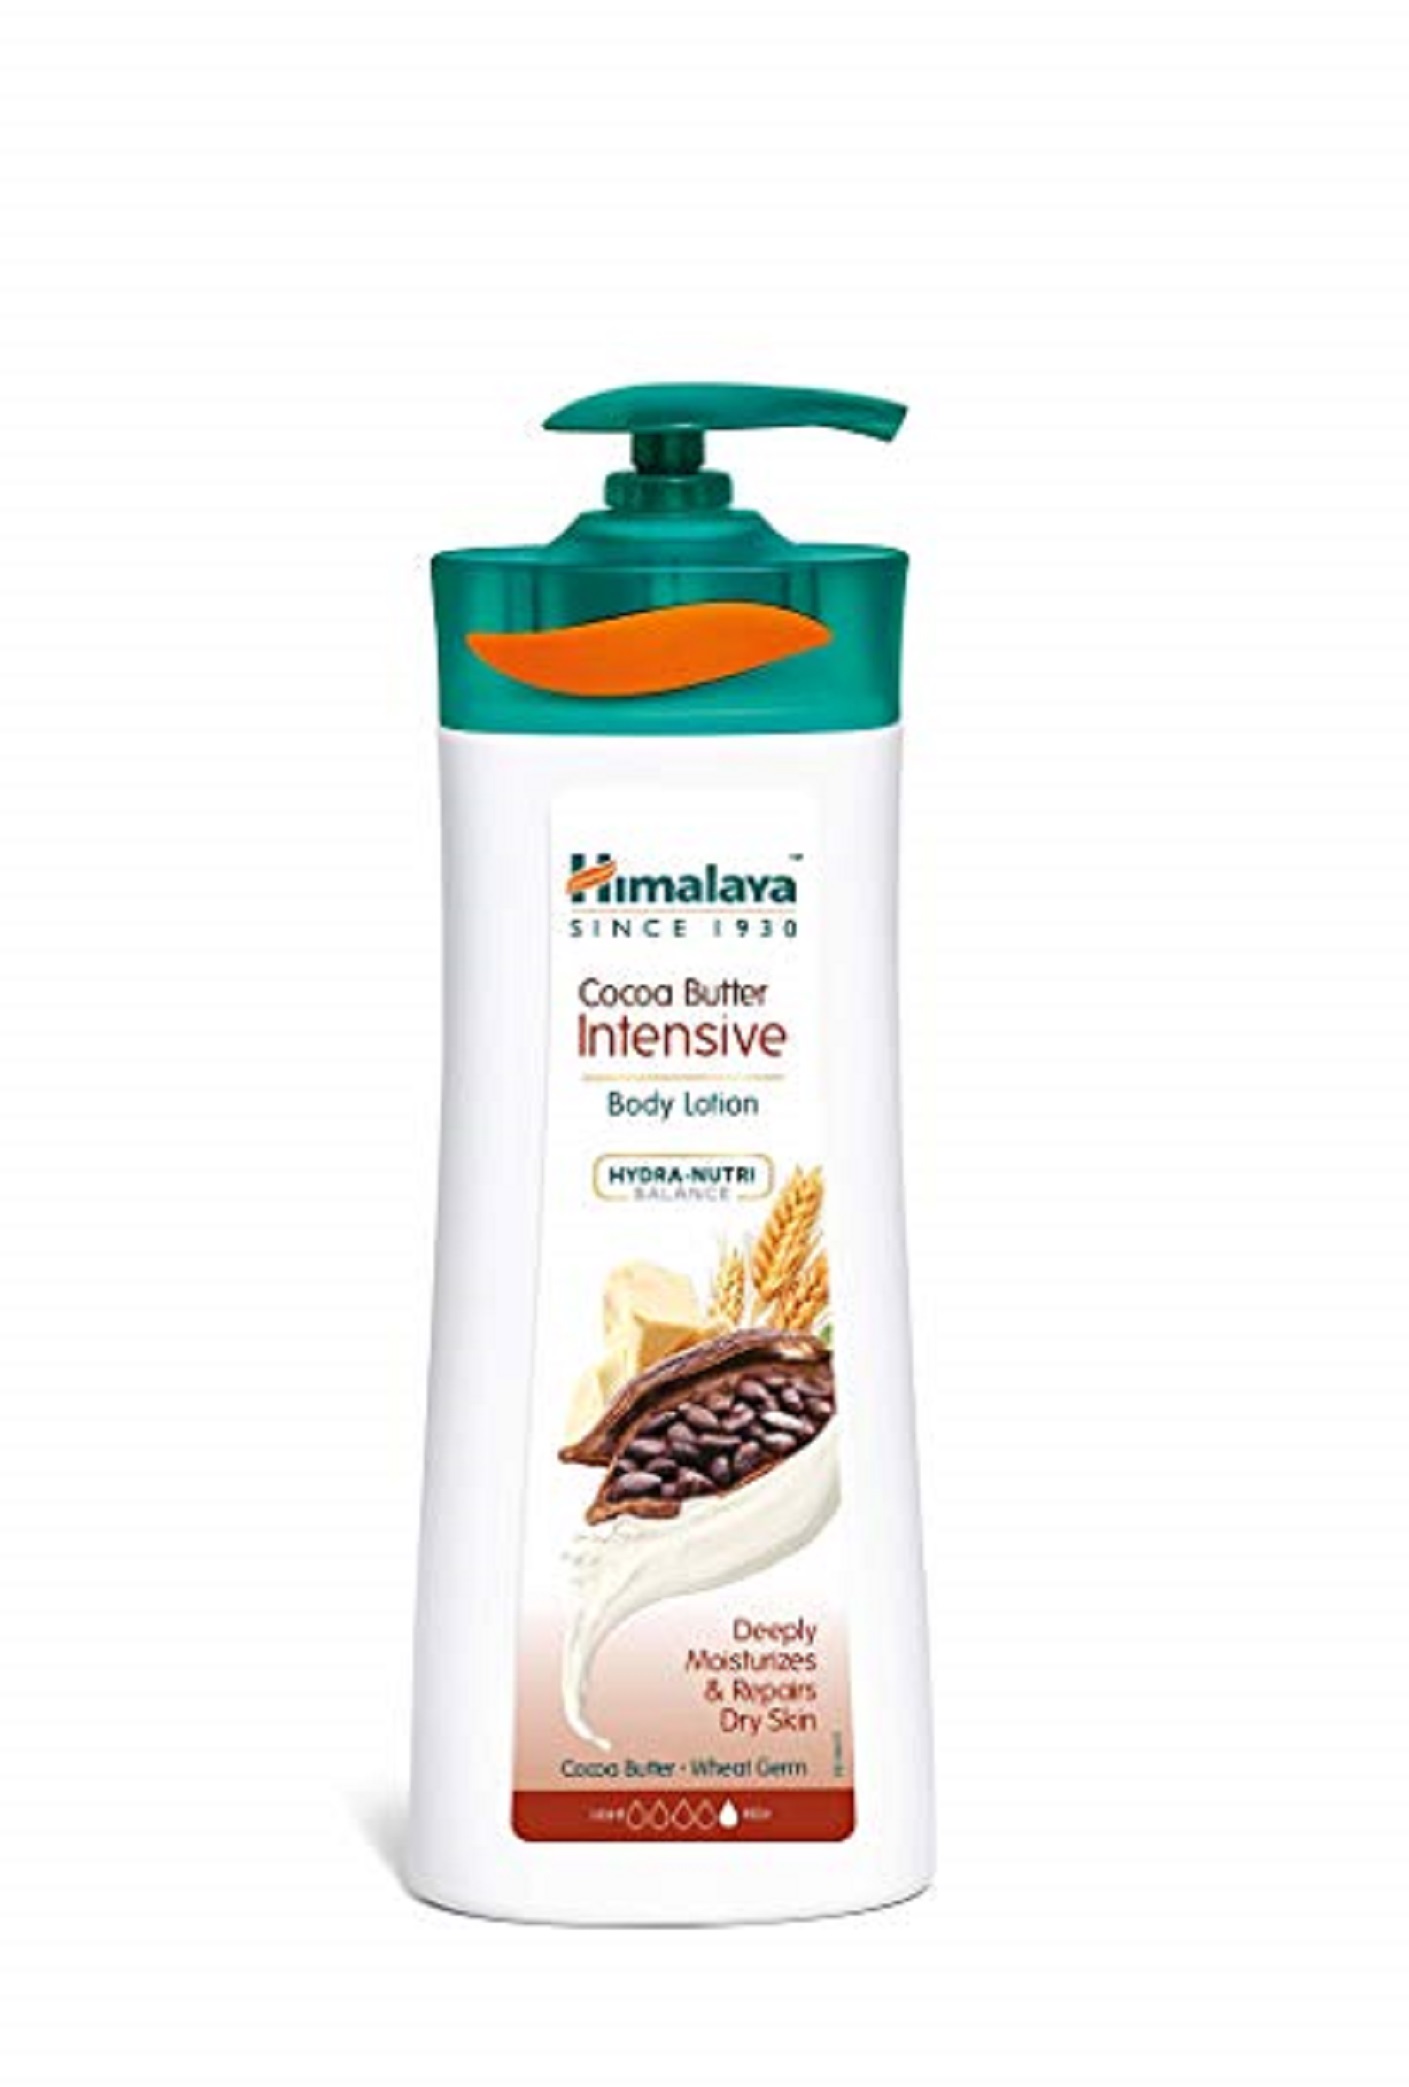 Himalaya™
SINCE 1930
Cocoa Butter
Intensive
Body Lotion
HYDRA-NUTRI
BALANCE
Deeply
Moisturizes
& Repairs
Dry Skin
Cocoa Butter • Wheat Germ